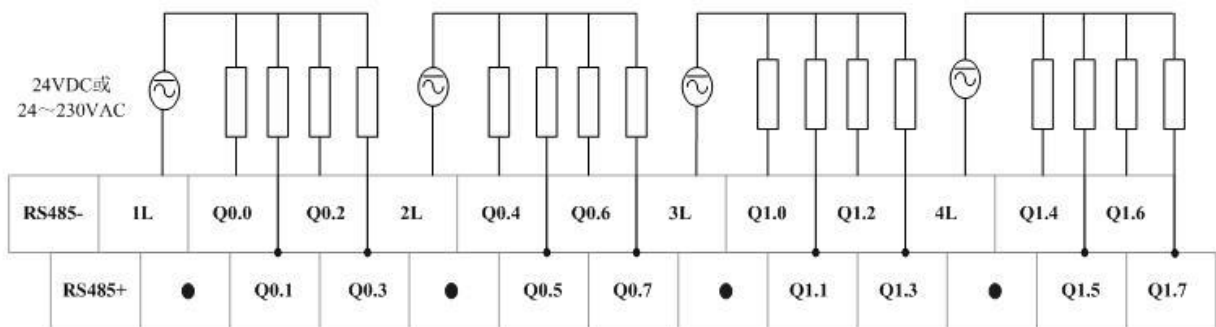 24VDC或
24～230VAC
RS485- 1L Q0.0 Q0.2 2L Q0.4 Q0.6 3L Q1.0 Q1.2 4L Q1.4 Q1.6
RS485+ ● Q0.1 Q0.3 ● Q0.5 Q0.7 ● Q1.1 Q1.3 ● Q1.5 Q1.7